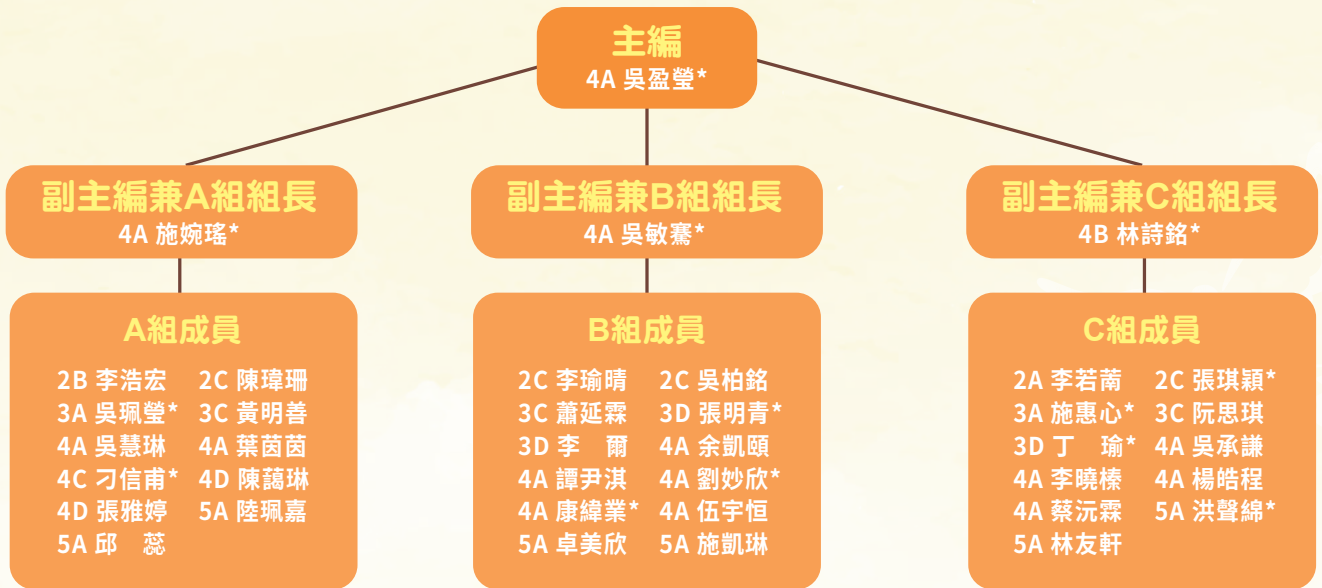 主編
4A 吳盈瑩*
副主編兼A組組長
4A 施婉瑤*
副主編兼B組組長
4A 吳敏騫*
副主編兼C組組長
4B 林詩銘*
A組成員
2B 李浩宏 2C 陳瑋珊
3A 吳珮瑩* 3C 黃明善
4A 吳慧琳 4A 葉茵茵
4C 刁信甫* 4D 陳藹琳
4D 張雅婷 5A 陸珮嘉
5A 邱　蕊
B組成員
2C 李瑜晴 2C 吳柏銘
3C 蕭延霖 3D 張明青*
3D 李　爾 4A 余凱頤
4A 譚尹淇 4A 劉妙欣*
4A 康緯業* 4A 伍宇恒
5A 卓美欣 5A 施凱琳
C組成員
2A 李若蘭 2C 張琪穎*
3A 施惠心* 3C 阮思琪
3D 丁　瑜* 4A 吳承謙
4A 李曉榛 4A 楊皓程
4A 蔡沅霖 5A 洪聲綿*
5A 林友軒